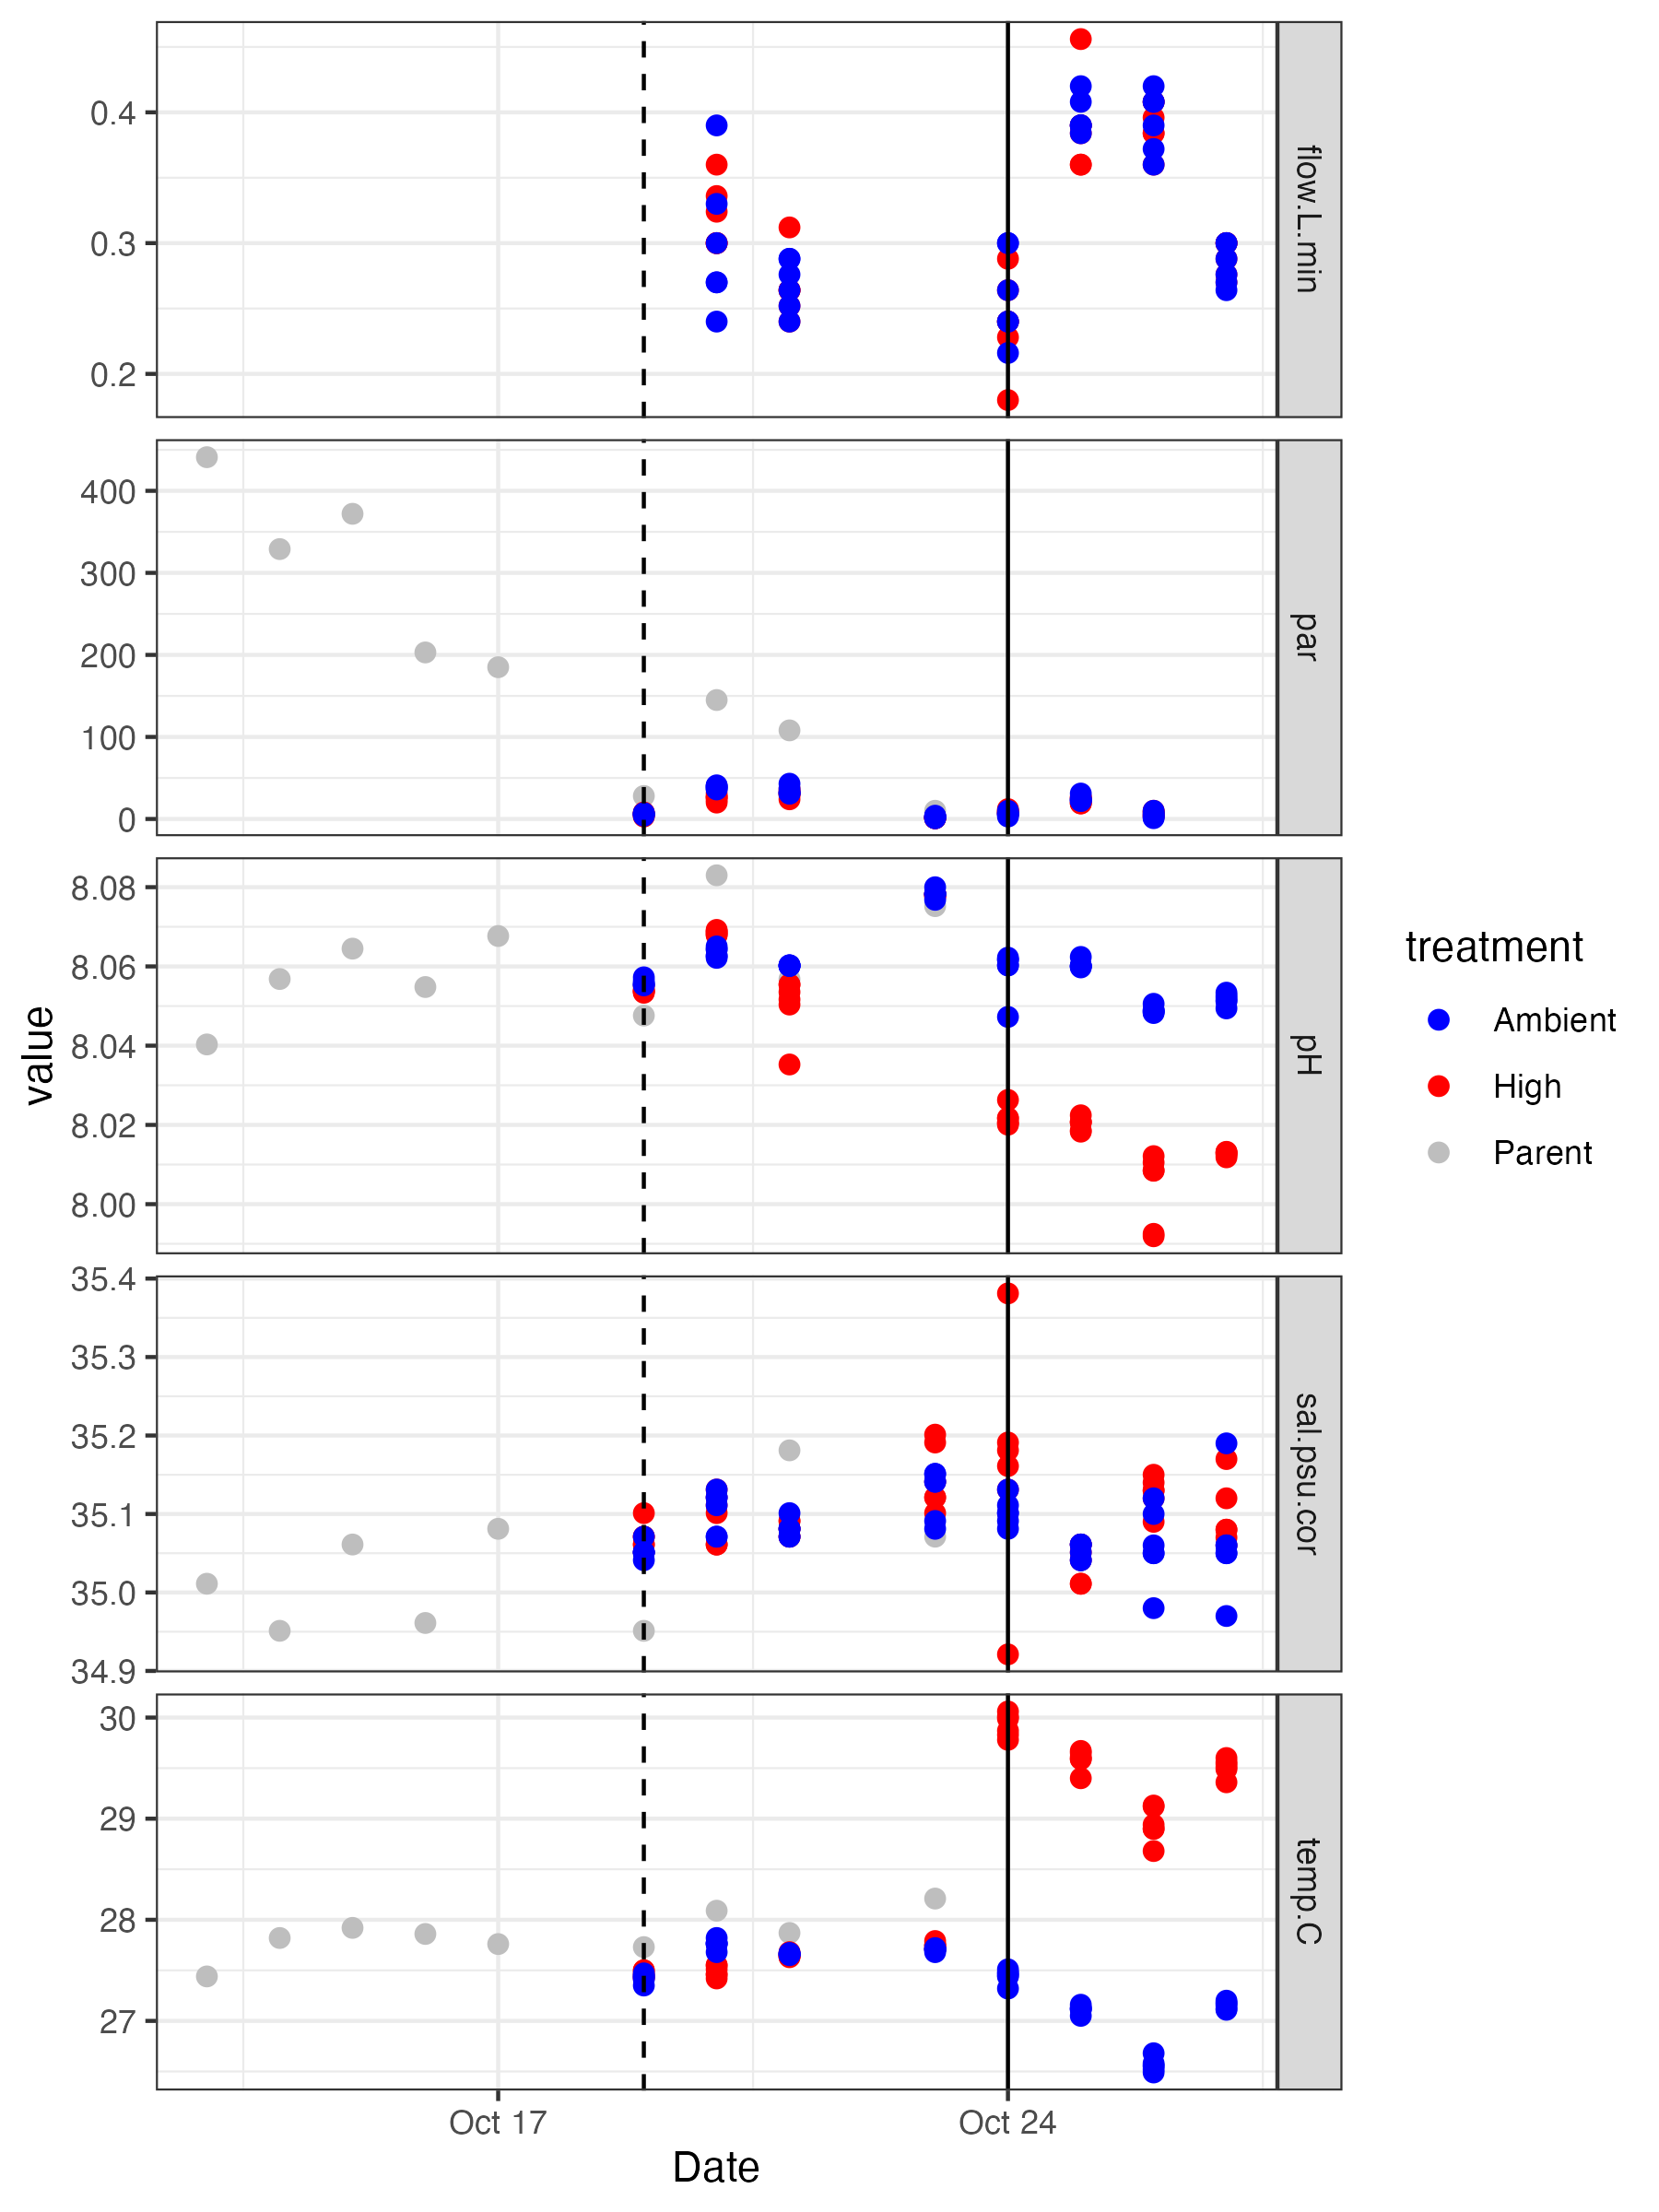 0.4
0.3
0.2
flow.L.min
400
300
200
100
0
par
8.08
8.06
8.04
8.02
8.00
pH
35.4
35.3
35.2
35.1
35.0
34.9
sal.psu.cor
30
29
28
27
temp.C
Oct 17
Oct 24
Date
value
treatment
Ambient
High
Parent